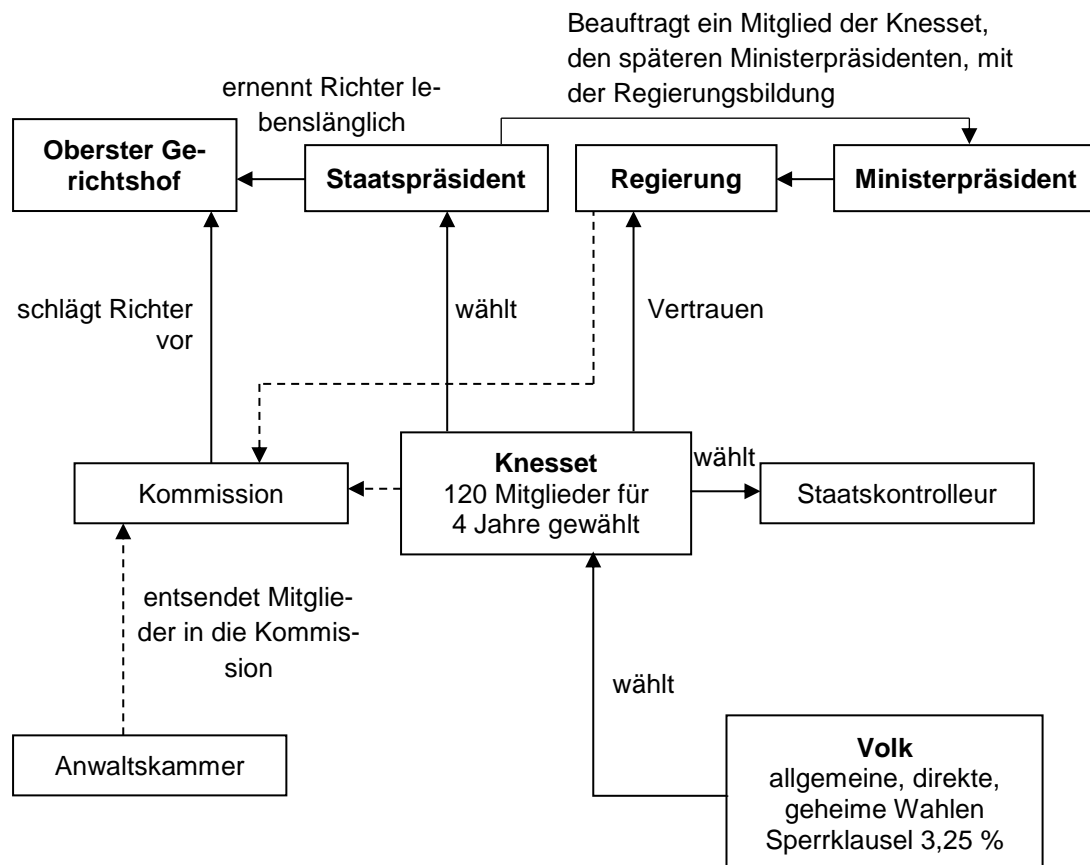 Beauftragt ein Mitglied der Knesset,
den späteren Ministerpräsidenten, mit
der Regierungsbildung
ernennt Richter le-
benslänglich
Oberster Ge-
richtshof
Staatspräsident
Regierung
Ministerpräsident
schlägt Richter
vor
wählt
Vertrauen
Kommission
Knesset
120 Mitglieder für
4 Jahre gewählt
wählt
Staatskontrolleur
entsendet Mitglie-
der in die Kommis-
sion
wählt
Anwaltskammer
Volk
allgemeine, direkte,
geheime Wahlen
Sperrklausel 3,25 %